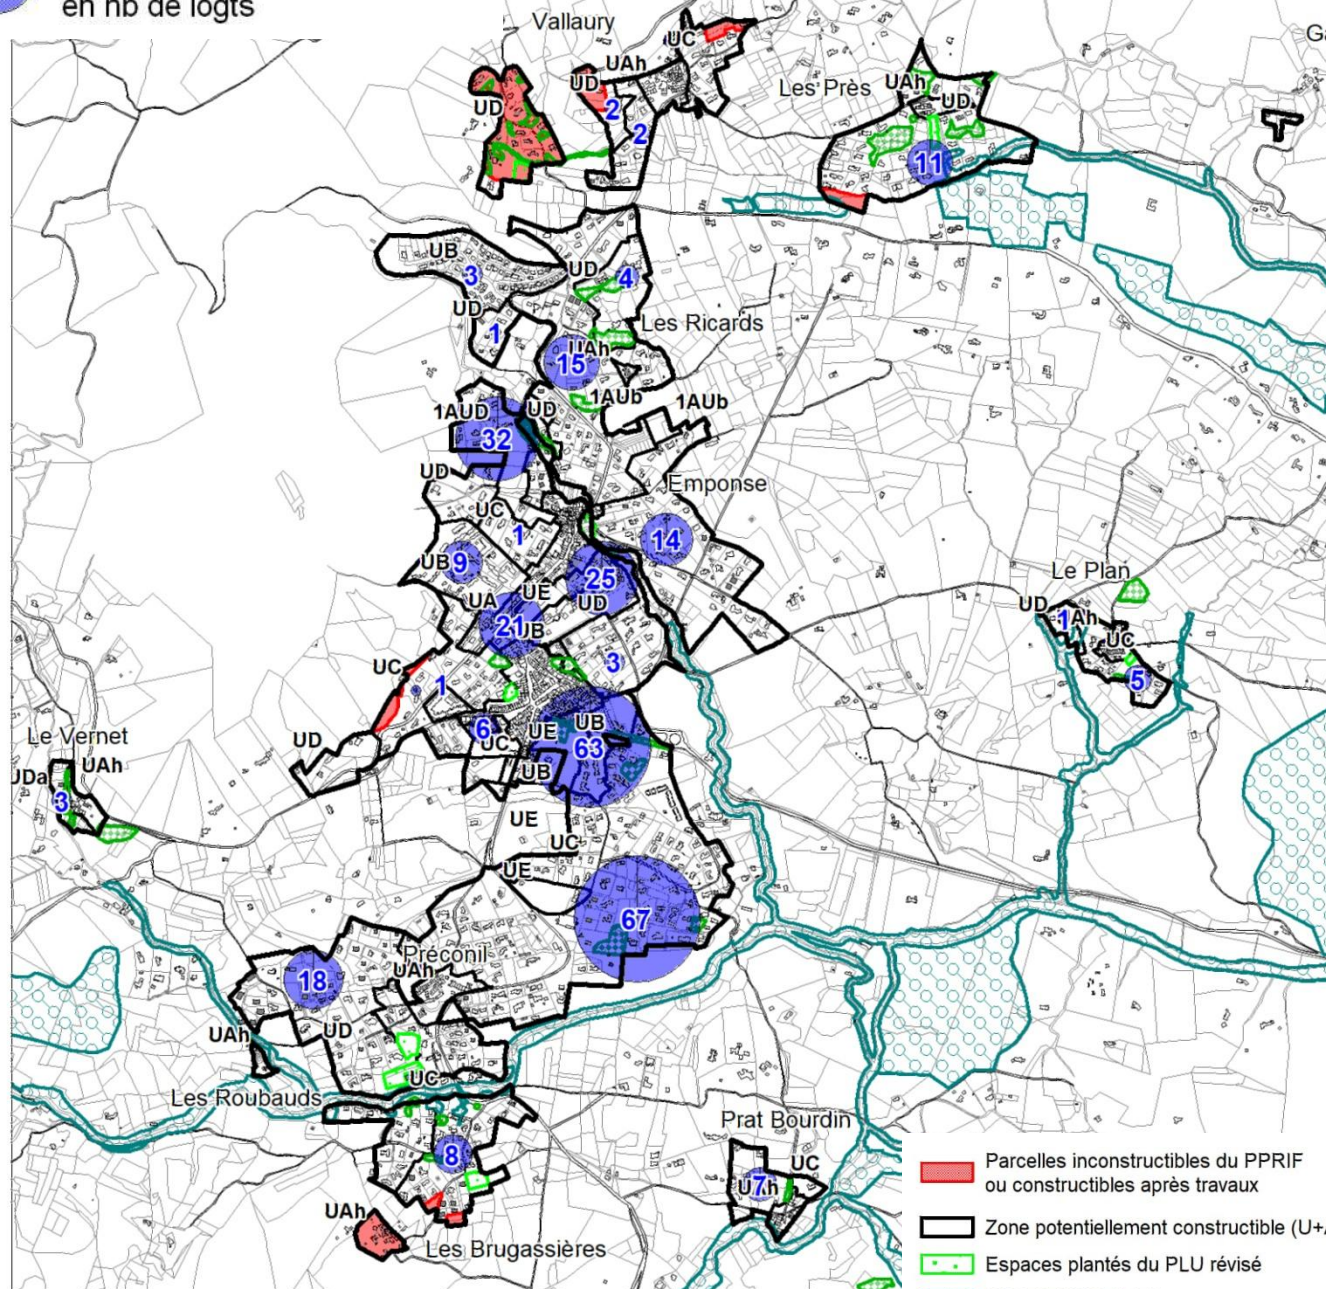 en nb de logts
Vallaury
UC
UAh
UD
UD
2
2
Les Près
UAh
UD
11
UB
3
UD
4
UD
1
Les Ricards
UAh
15
1AUb
1AUb
1AUD
UD
32
UD
Emponse
UC
1
14
UB
9
25
UE
UA
UD
21
UB
Le Plan
UD
1
UC
5
UC
3
1
6
UE
UB
UC
63
UB
UD
Le Vernet
UAh
3
UE
UC
UE
67
Préconil
UAh
18
UAh
UD
UC
Les Roubauds
8
UAh
Les Brugassières
Prat Bourdin
UC
UAh
7
Parcelles inconstructibles du PPRIF
ou constructibles après travaux
Zone potentiellement constructible
Espaces plantés du PLU révisé